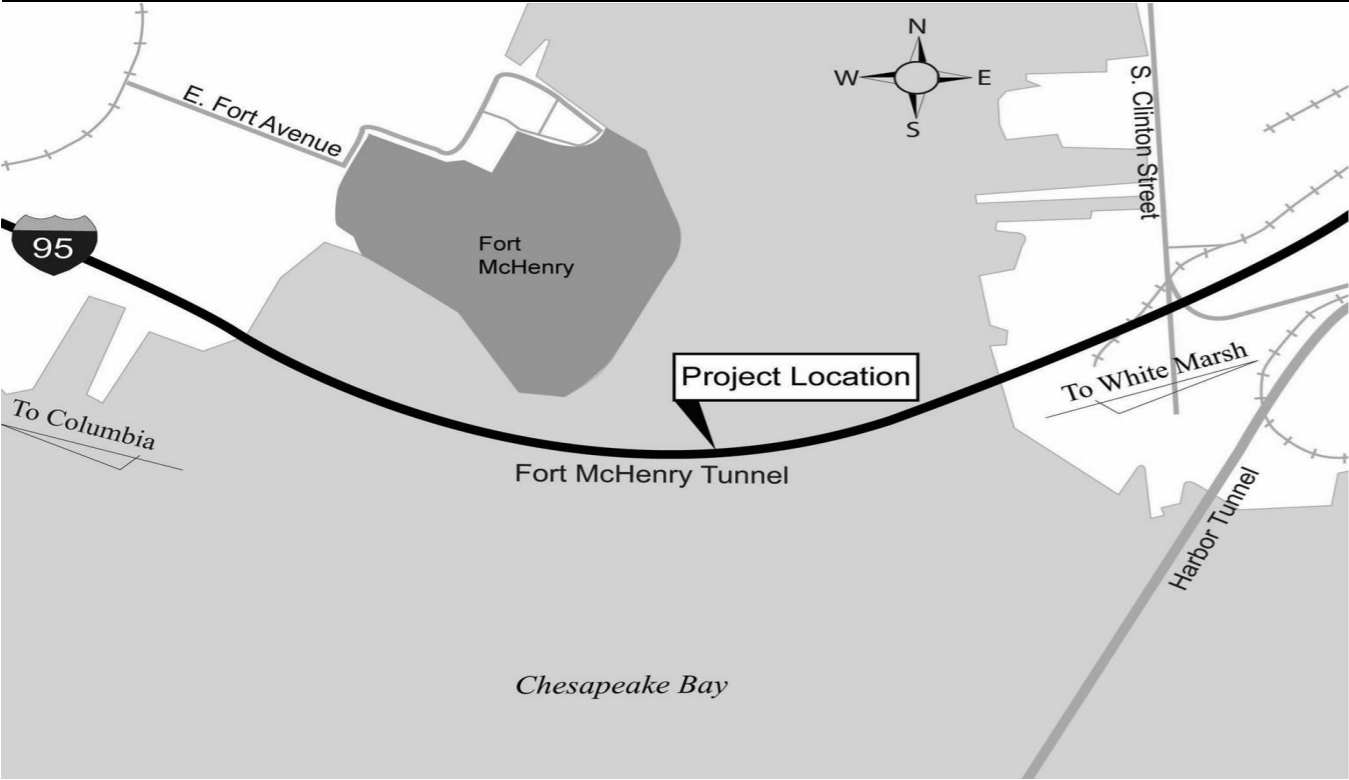 N
W E
S
E. Fort Avenue
S. Clinton Street
95
Fort
McHenry
Project Location
To White Marsh
To Columbia
Fort McHenry Tunnel
Harbor Tunnel
Chesapeake Bay